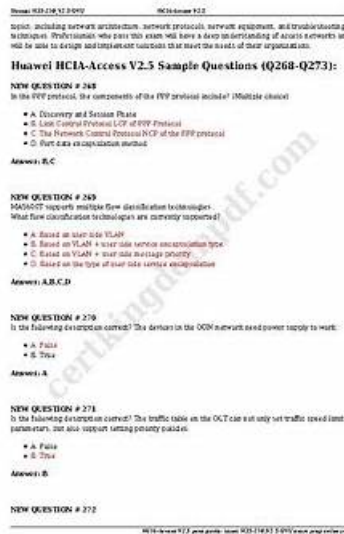 topics, including network architecture, network protocols, network equipment, and troubleshooting
techniques. Professionals who pass this exam will have a deep understanding of access networks an
will be able to design and implement solutions that meet the needs of their organizations.
Huawei HCIA-Access V2.5 Sample Questions (Q268-Q273):
NEW QUESTION # 268
In the PPP protocol, the components of the PPP protocol include? (Multiple choice)
A. Discovery and Session Phase
B. Link Control Protocol LCP of PPP Protocol
C. The Network Control Protocol NCP of the PPP protocol
D. Port data encapsulation method
Answer: B,C
NEW QUESTION # 269
MA5600T supports multiple flow classification technologies.
What flow classification technologies are currently supported?
A. Based on user side VLAN
B. Based on VLAN + user side service encapsulation type
C. Based on VLAN + user side message priority
D. Based on the type of user side service encapsulation
Answer: A,B,C,D
NEW QUESTION # 270
Is the following description correct? The devices in the ODN network need power supply to work:
A. False
B. True
Answer: A
NEW QUESTION # 271
Is the following description correct? The traffic table on the OLT can not only set traffic speed limit
parameters, but also support setting priority policies.
A. False
B. True
Answer: B
NEW QUESTION # 272
certkingdompdf.com